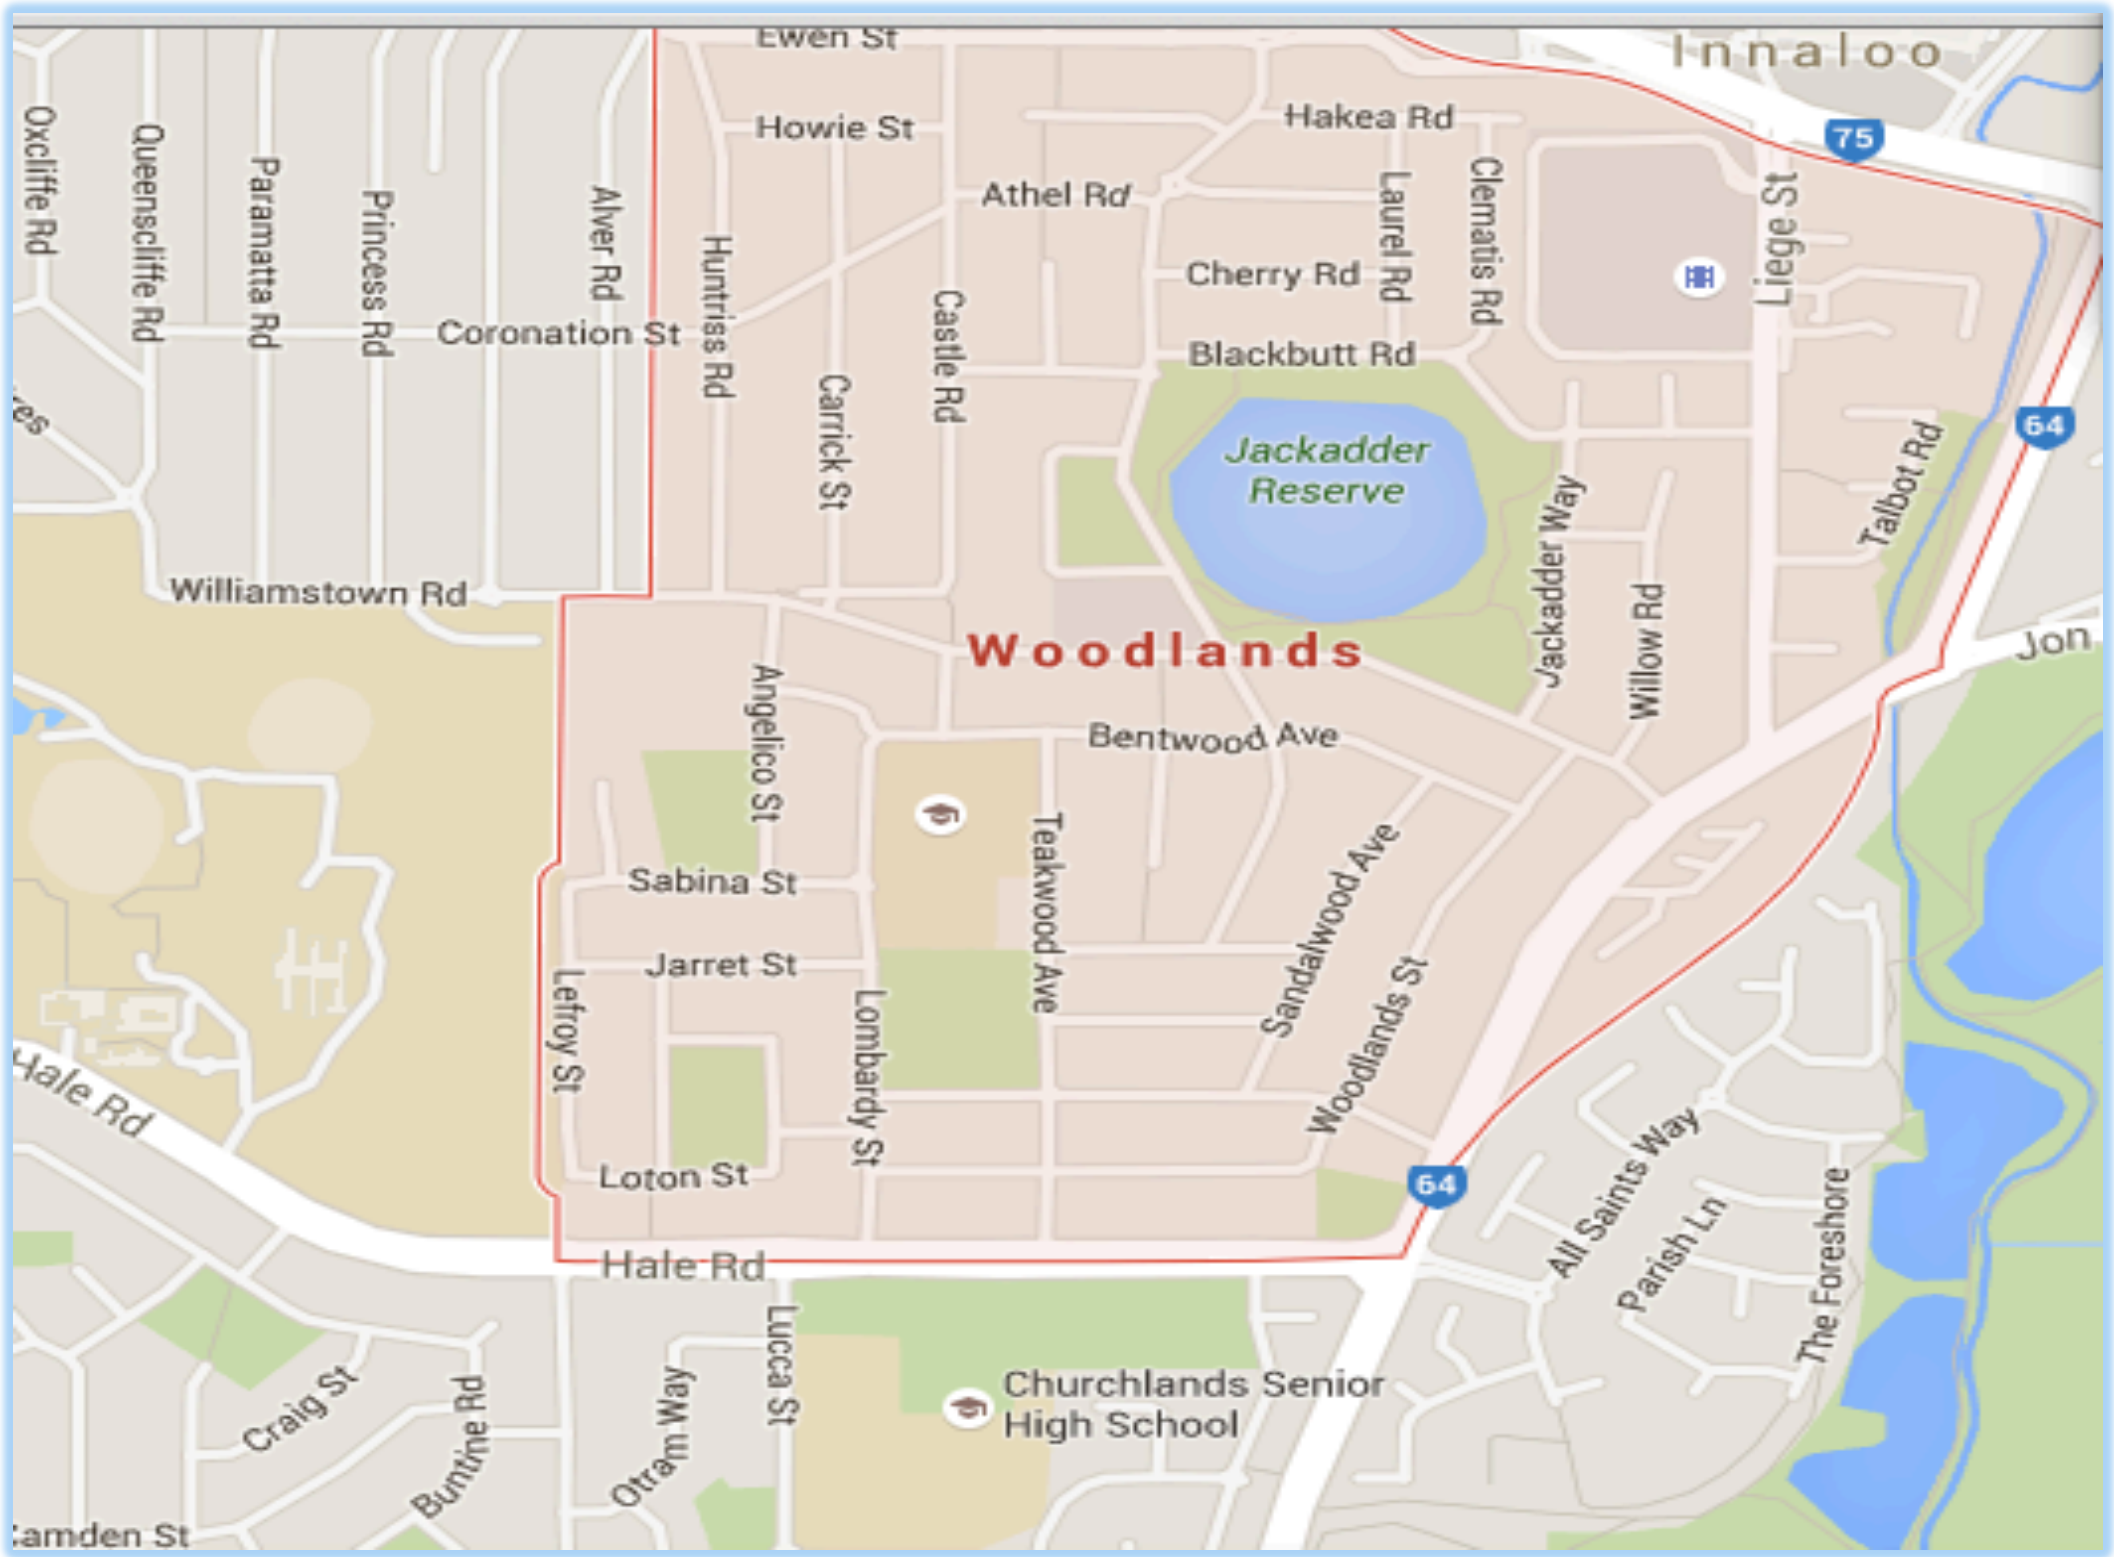 Ewen St
Innaloo
Oxcliffe Rd
Queenscliffe Rd
Paramatta Rd
Princess Rd
Alver Rd
Howie St
Hakea Rd
75
Athel Rd
Laurel Rd
Clematis Rd
Liege St
Huntriss Rd
Cherry Rd
Coronation St
Castle Rd
Blackbutt Rd
Carrick St
64
Talbot Rd
Jackadder
Reserve
Jackadder Way
Willow Rd
Williamstown Rd
Woodlands
Jon
Angelico St
Bentwood Ave
Teakwood Ave
Sandalwood Ave
Sabina St
Jarret St
Lefroy St
Lombardy St
Woodlands St
Hale Rd
Loton St
64
All Saints Way
Parish Ln
The Foreshore
Hale Rd
Lucca St
Craig St
Buntine Rd
Otram Way
Churchlands Senior
High School
amden St